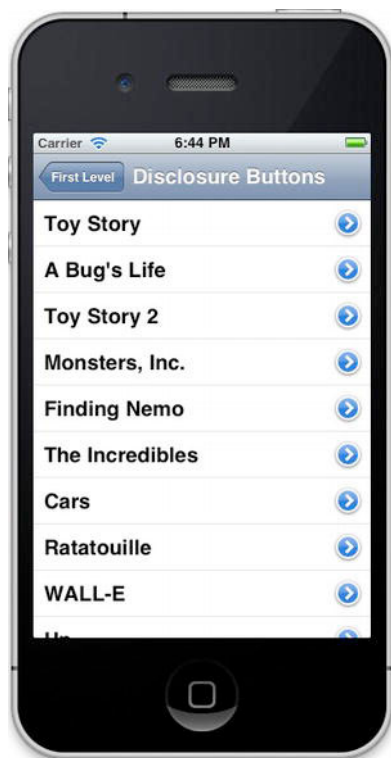 Carrier 6:44 PM
First Level Disclosure Buttons
Toy Story
A Bug's Life
Toy Story 2
Monsters, Inc.
Finding Nemo
The Incredibles
Cars
Ratatouille
WALL-E